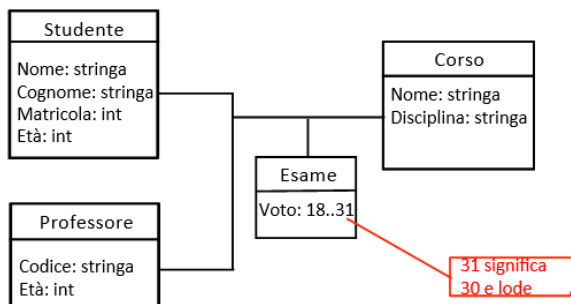 Studente
Nome: stringa
Cognome: stringa
Matricola: int
Età: int
Corso
Nome: stringa
Disciplina: stringa
Esame
Voto: 18..31
Professore
Codice: stringa
Età: int
31 significa
30 e lode